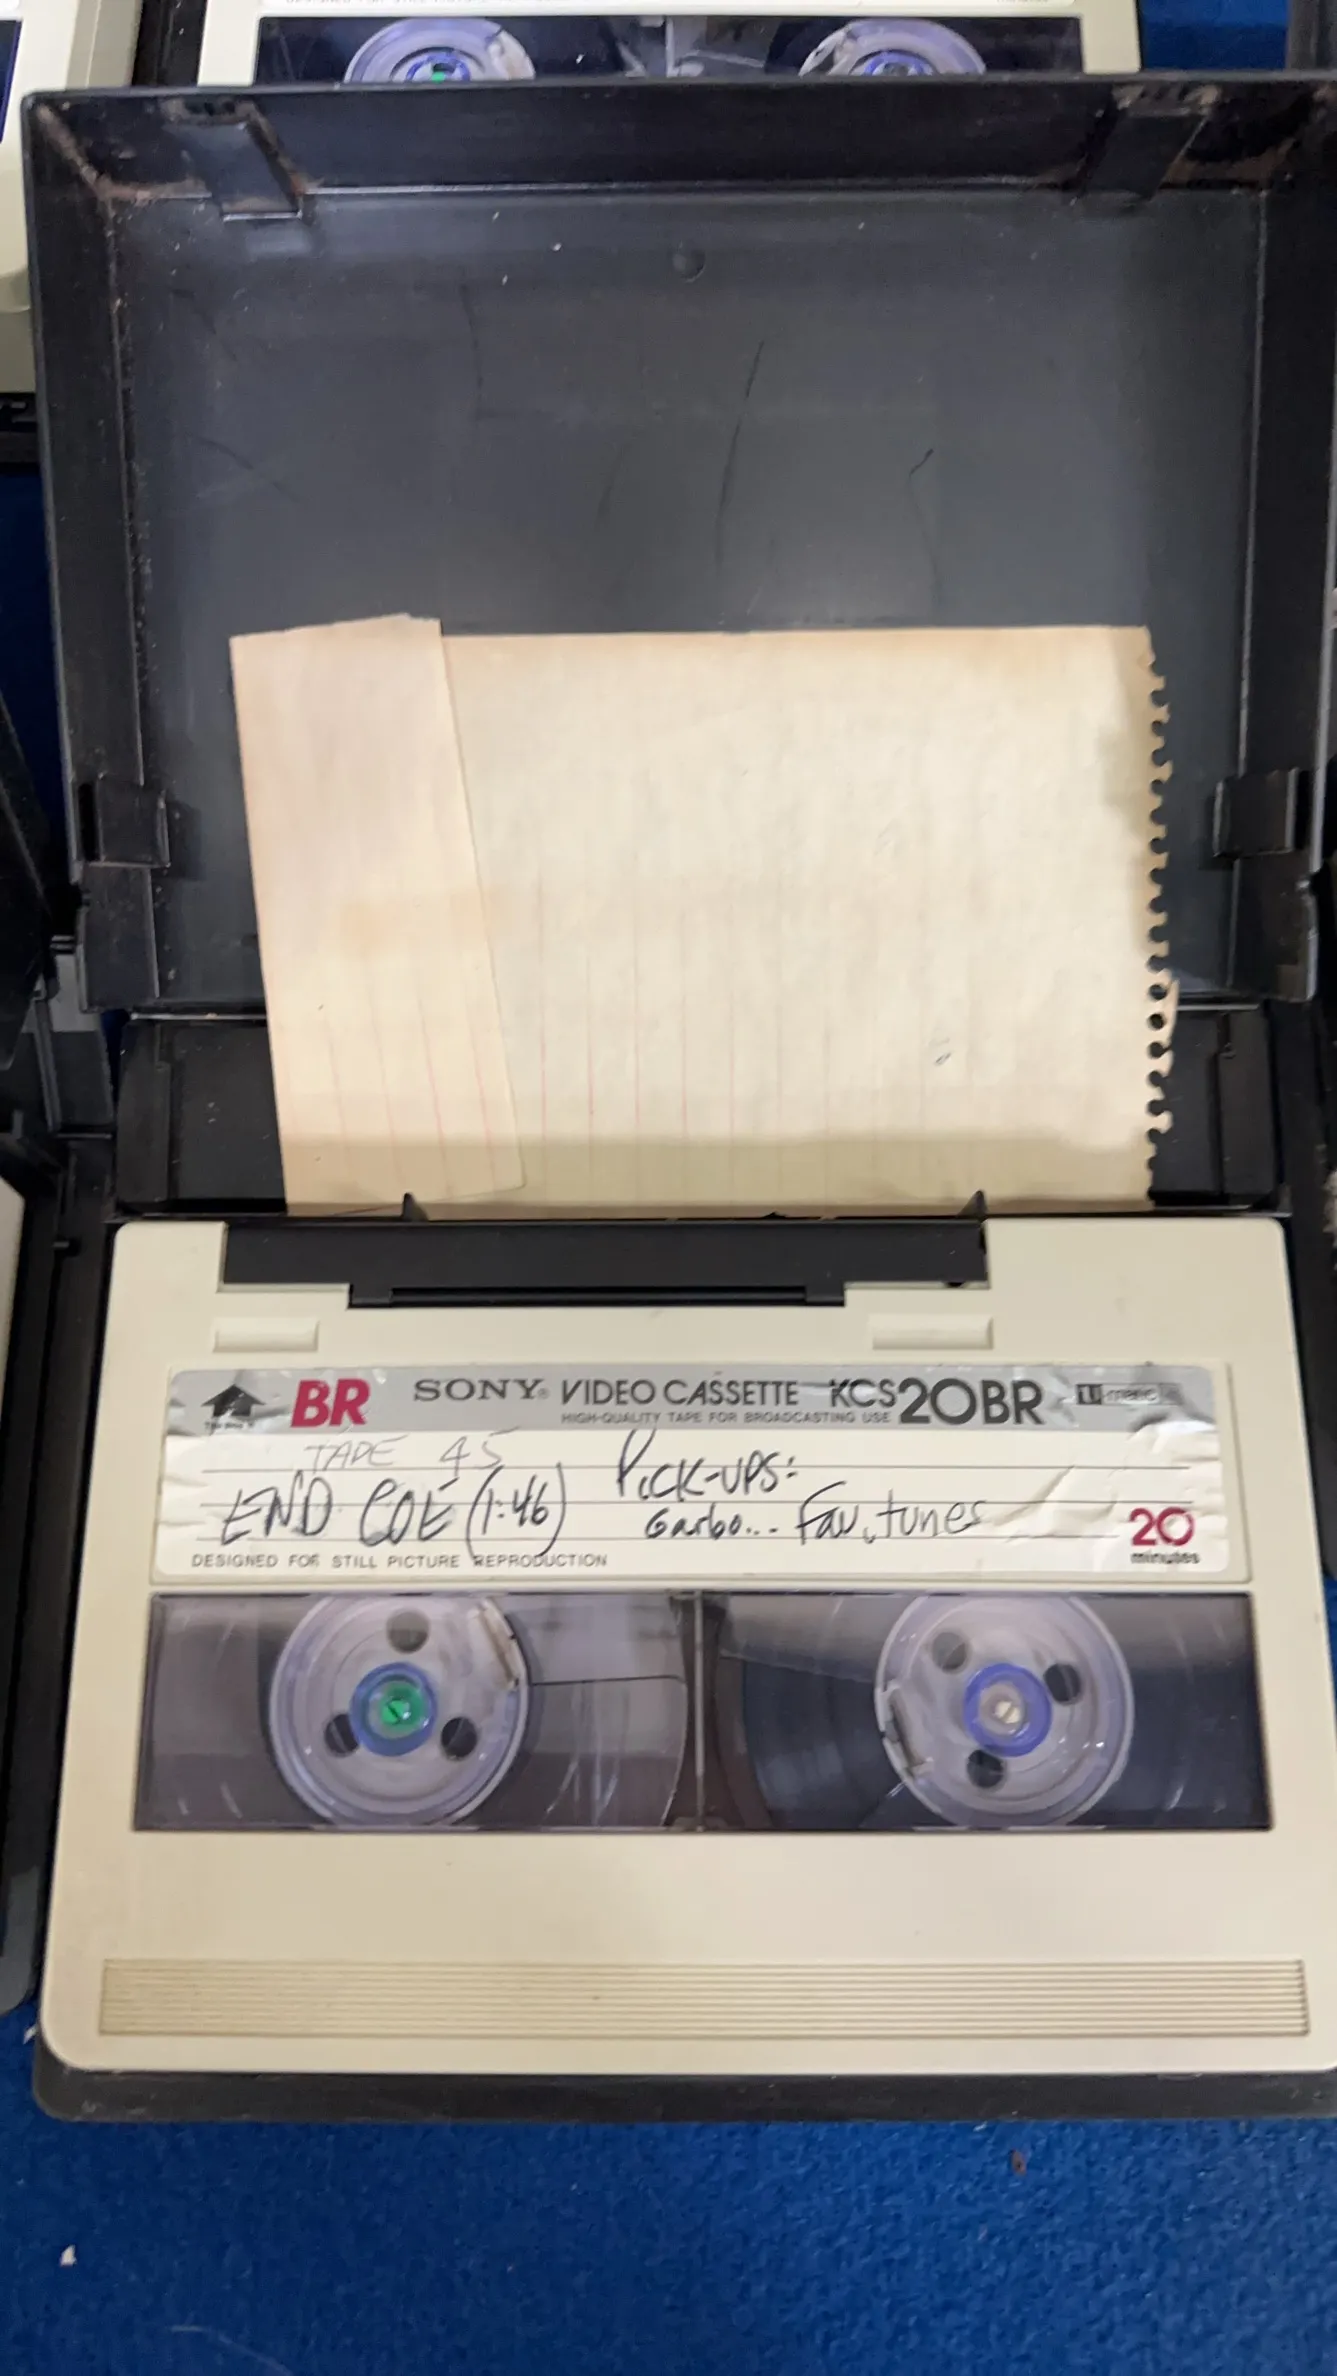 BR SONY® VIDEO CASSETTE KCS20BR U-matic
HIGH-QUALITY TAPE FOR BROADCASTING USE
TAPE 45
PICK-UPS:
END COE (1:46)
Garbo... Fav. tunes
20
minutes
DESIGNED FOR STILL PICTURE REPRODUCTION